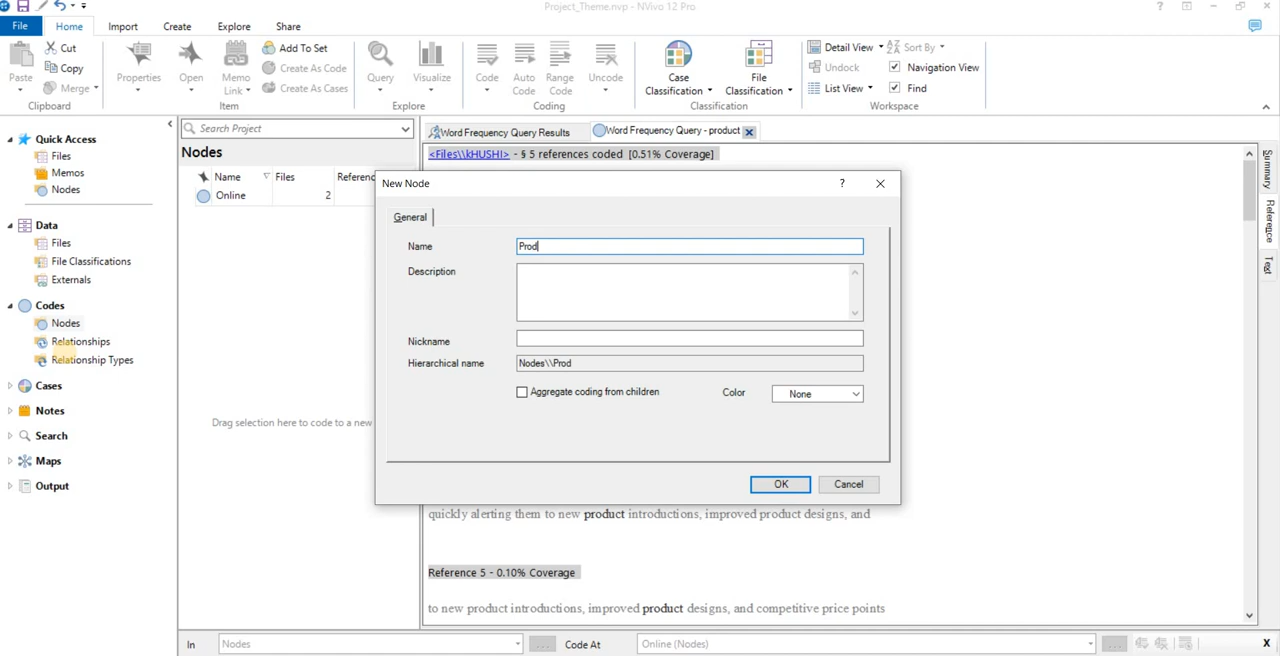 Project_Theme.nvp - NVivo 12 Pro
File Home Import Create Explore Share
Paste Cut Copy Merge
Clipboard
Properties Open Memo Link Add To Set Create As Code Create As Cases
Item
Query Visualize
Explore
Code Auto Code Range Code Uncode
Coding
Case Classification File Classification
Classification
Detail View Sort By
Undock Navigation View
List View Find
Workspace
Quick Access
Files
Memos
Nodes
Data
Files
File Classifications
Externals
Codes
Nodes
Relationships
Relationship Types
Cases
Notes
Search
Maps
Output
Search Project
Nodes
Name Files Referenc
Online 2
Drag selection here to code to a new
Word Frequency Query Results Word Frequency Query - product
<Files\\kHUSHI> - § 5 references coded [0.51% Coverage]
New Node
General
Name Prod
Description
Nickname
Hierarchical name Nodes\\Prod
Aggregate coding from children Color None
OK Cancel
quickly alerting them to new product introductions, improved product designs, and
Reference 5 - 0.10% Coverage
to new product introductions, improved product designs, and competitive price points
Summary
Reference
Text
In Nodes ... Code At Online (Nodes) ... X